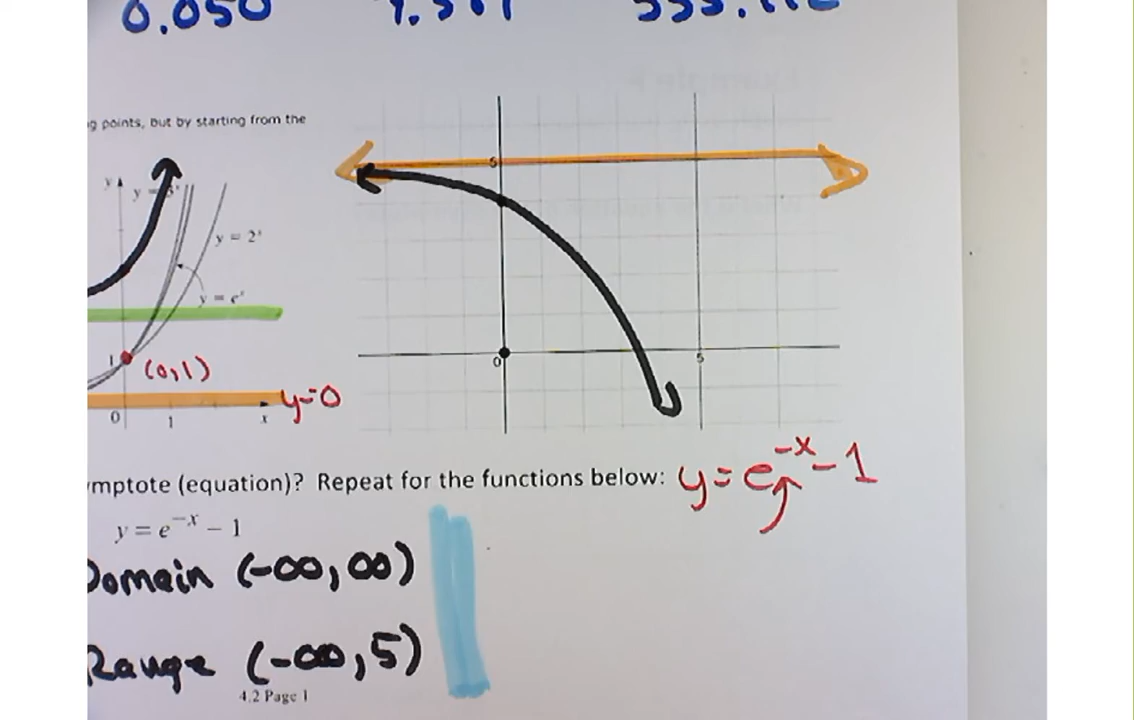 0.050
g points, but by starting from the
y
y = 2ˣ
y = eˣ
1
(0,1)
y=0
0 1 x
5
0 5
mptote (equation)? Repeat for the functions below: y = e⁻ˣ - 1
y = e⁻ˣ − 1
Domain (-∞, ∞)
Range (-∞, 5)
4.2 Page 1